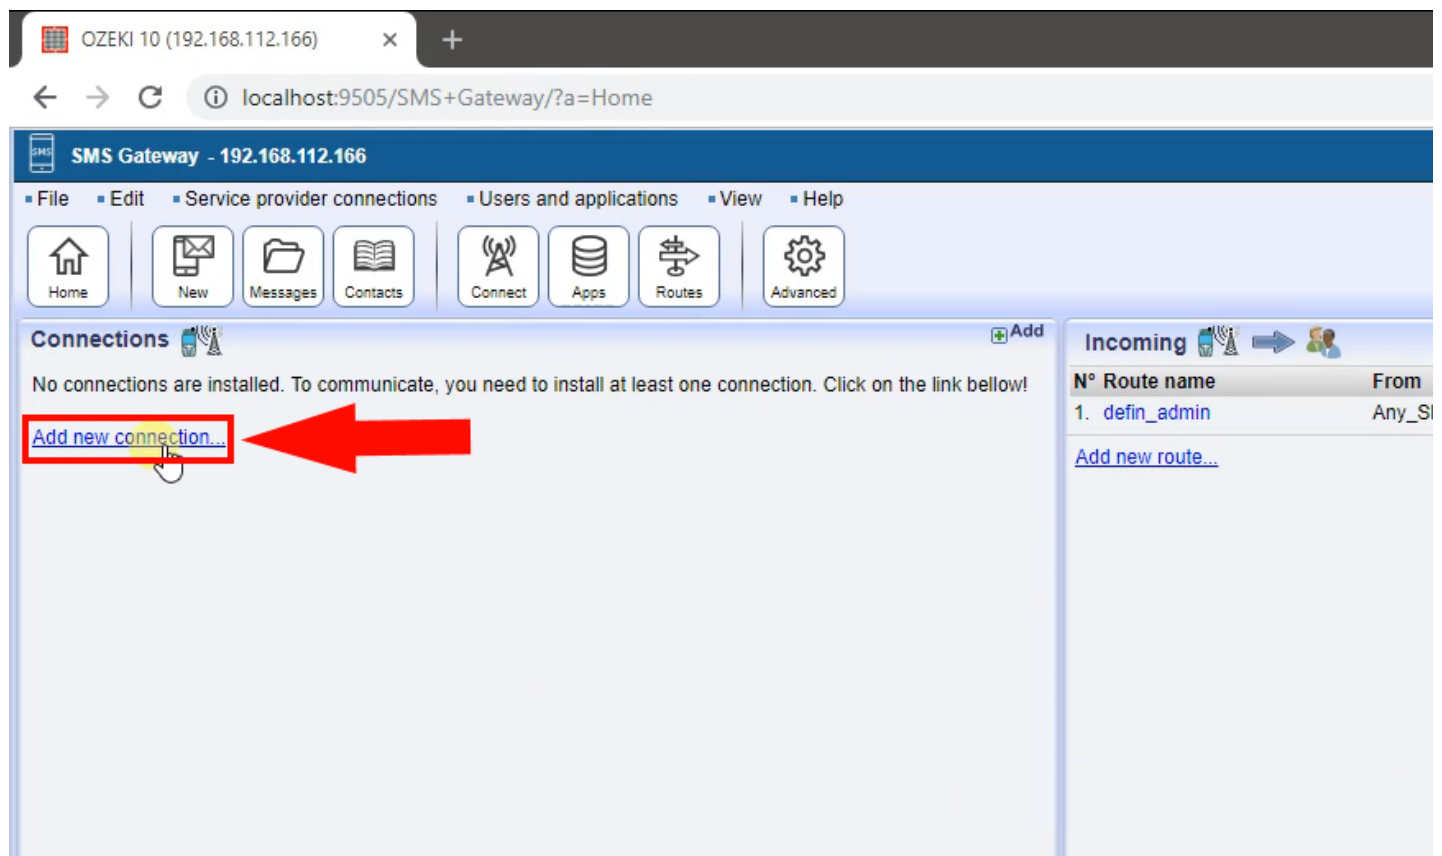 OZEKI 10 (192.168.112.166)
localhost:9505/SMS+Gateway/?a=Home
SMS
SMS Gateway - 192.168.112.166
File Edit Service provider connections Users and applications View Help
Home New Messages Contacts Connect Apps Routes Advanced
Connections
Add
No connections are installed. To communicate, you need to install at least one connection. Click on the link bellow!
Add new connection...
Incoming
N° Route name From
1. defin_admin Any_S
Add new route...